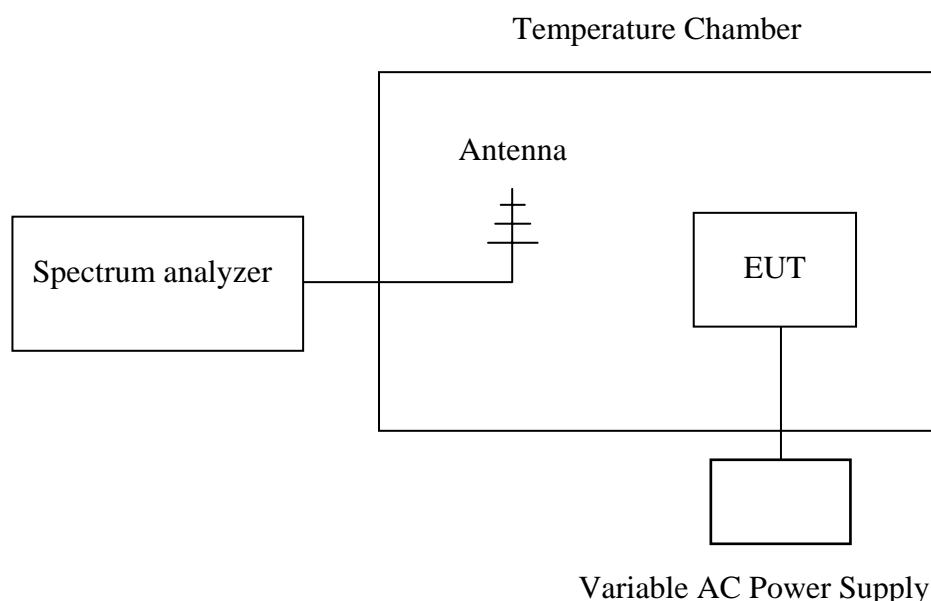 Temperature Chamber
Antenna
Spectrum analyzer
EUT
Variable AC Power Supply